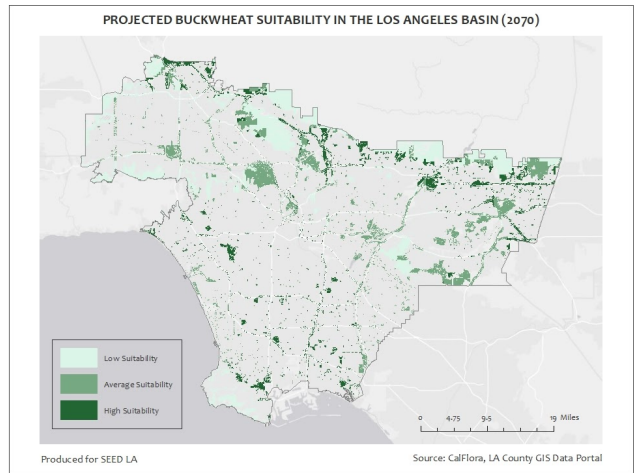 PROJECTED BUCKWHEAT SUITABILITY IN THE LOS ANGELES BASIN (2070)
Low Suitability
Average Suitability
High Suitability
0 4.75 9.5 19 Miles
Produced for SEED LA
Source: CalFlora, LA County GIS Data Portal